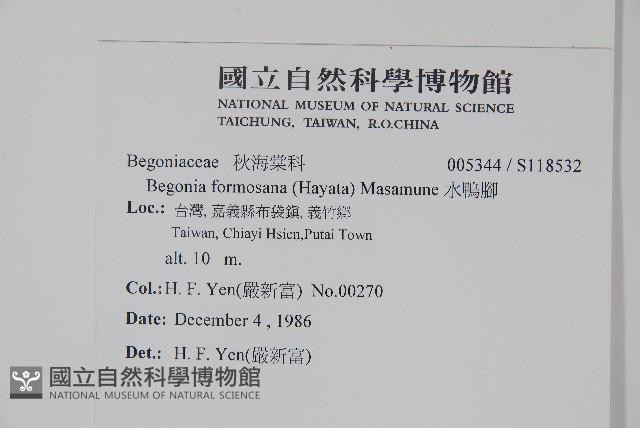 國立自然科學博物館
NATIONAL MUSEUM OF NATURAL SCIENCE
TAICHUNG, TAIWAN, R.O.CHINA
Begoniaceae 秋海棠科 005344 / S118532
Begonia formosana (Hayata) Masamune 水鴨腳
Loc.: 台灣, 嘉義縣布袋鎮, 義竹鄉
Taiwan, Chiayi Hsien,Putai Town
alt. 10 m.
Col.: H. F. Yen(嚴新富) No.00270
Date: December 4 , 1986
Det.: H. F. Yen(嚴新富)
國立自然科學博物館
NATIONAL MUSEUM OF NATURAL SCIENCE